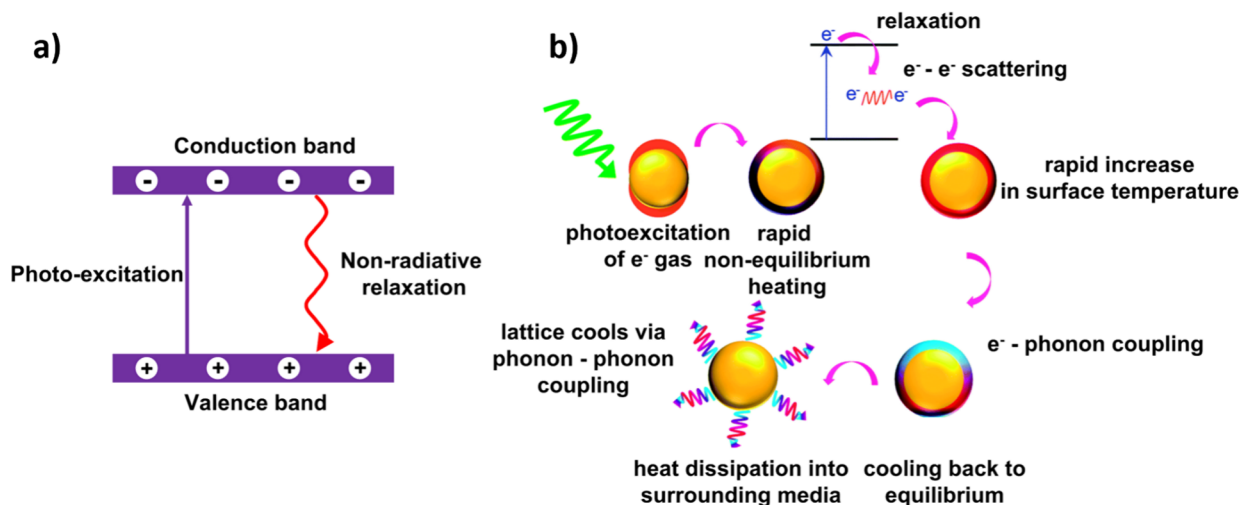 a)
Conduction band
- - - -
Photo-excitation
Non-radiative
relaxation
+ + + +
Valence band
b)
e⁻
relaxation
e⁻ - e⁻ scattering
e⁻ e⁻
photoexcitation
of e⁻ gas
rapid
non-equilibrium
heating
rapid increase
in surface temperature
e⁻ - phonon coupling
cooling back to
equilibrium
lattice cools via
phonon - phonon
coupling
heat dissipation into
surrounding media